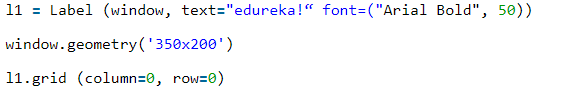 l1 = Label (window, text="edureka!“ font=("Arial Bold", 50))
window.geometry('350x200')
l1.grid (column=0, row=0)